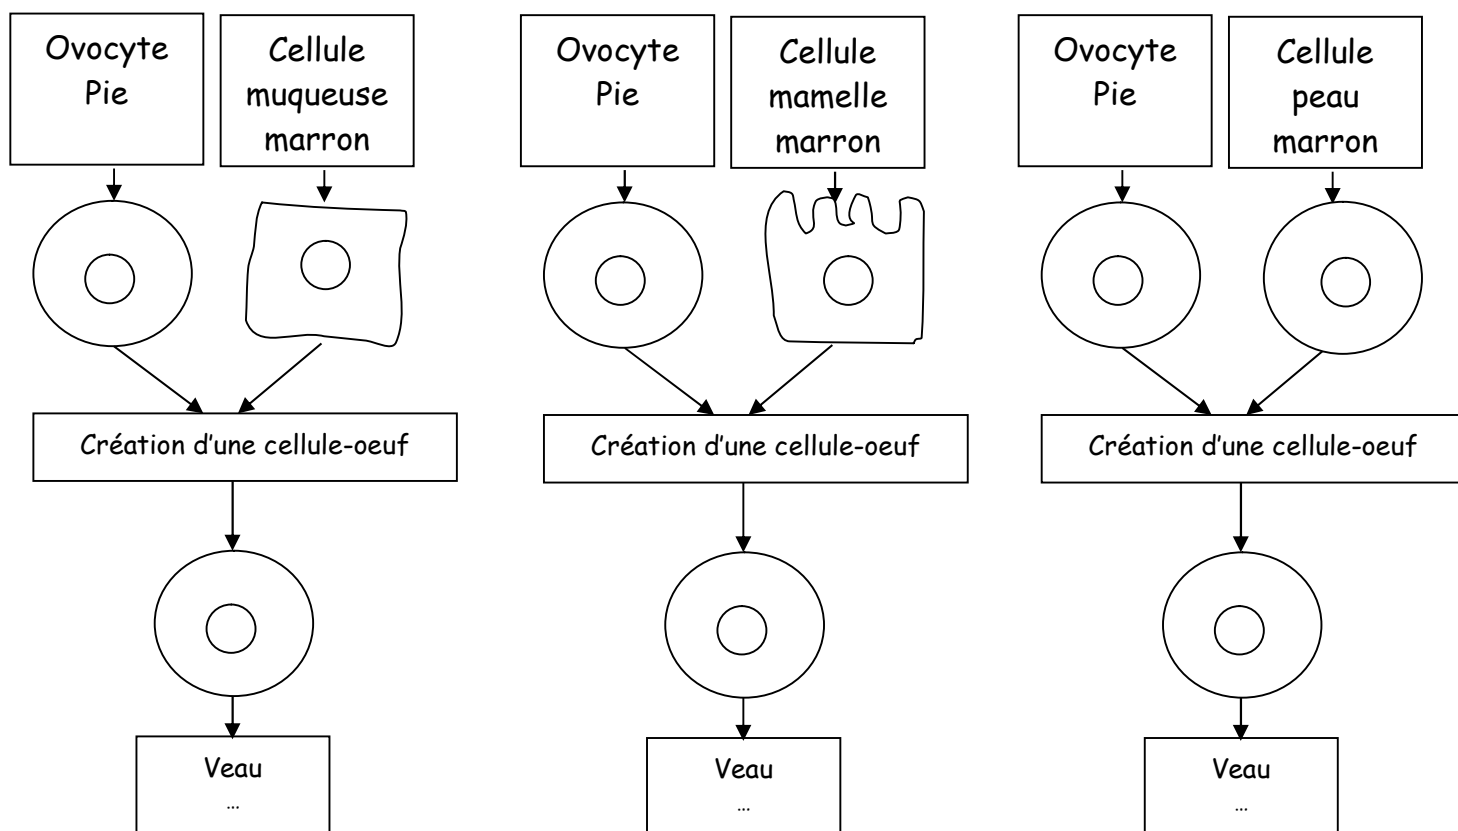 Ovocyte
Pie
Cellule
muqueuse
marron
Ovocyte
Pie
Cellule
mamelle
marron
Ovocyte
Pie
Cellule
peau
marron
Création d'une cellule-oeuf
Création d'une cellule-oeuf
Création d'une cellule-oeuf
Veau
...
Veau
...
Veau
...